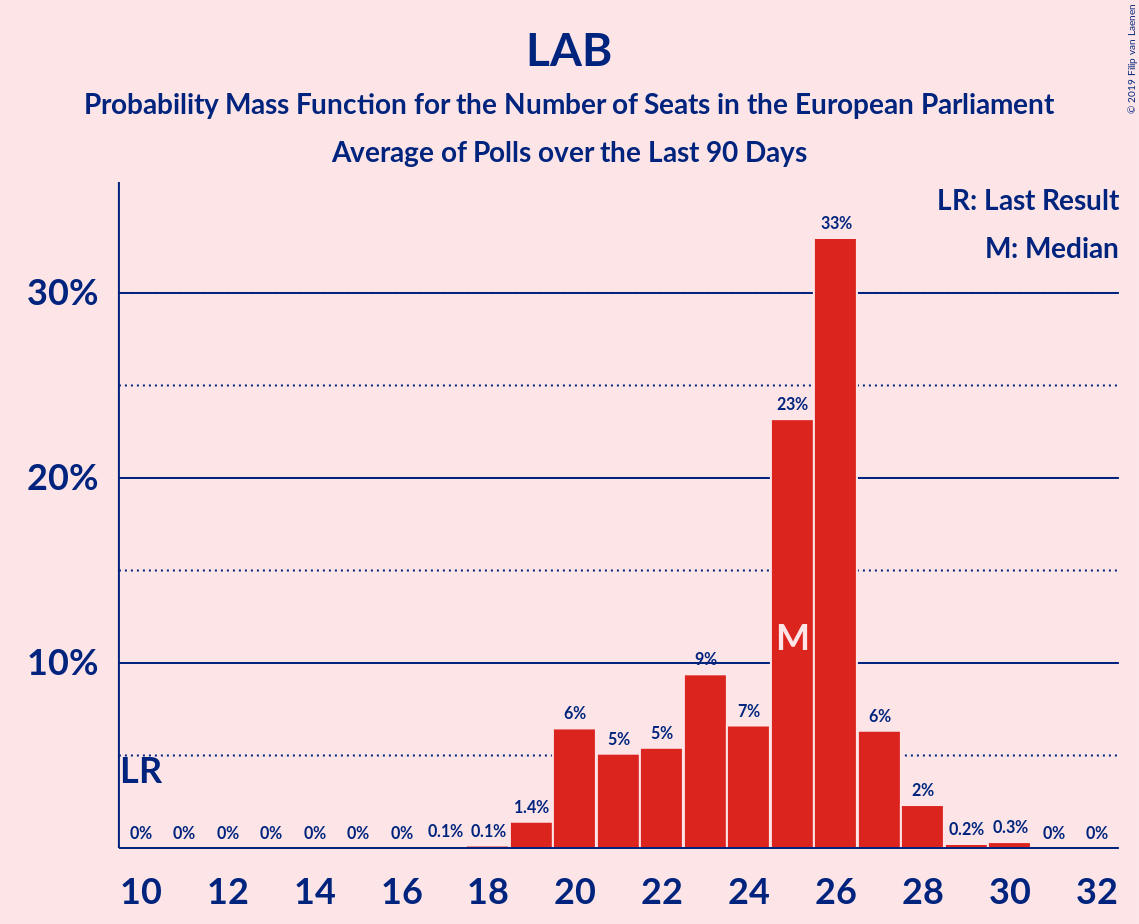 LAB
Probability Mass Function for the Number of Seats in the European Parliament
Average of Polls over the Last 90 Days
© 2019 Filip van Laenen
LR: Last Result
M: Median
30%
20%
10%
0% 0% 0% 0% 0% 0% 0% 0.1% 0.1% 1.4% 6% 5% 5% 9% 7% 23% 33% 6% 2% 0.2% 0.3% 0% 0%
LR
M
10 12 14 16 18 20 22 24 26 28 30 32